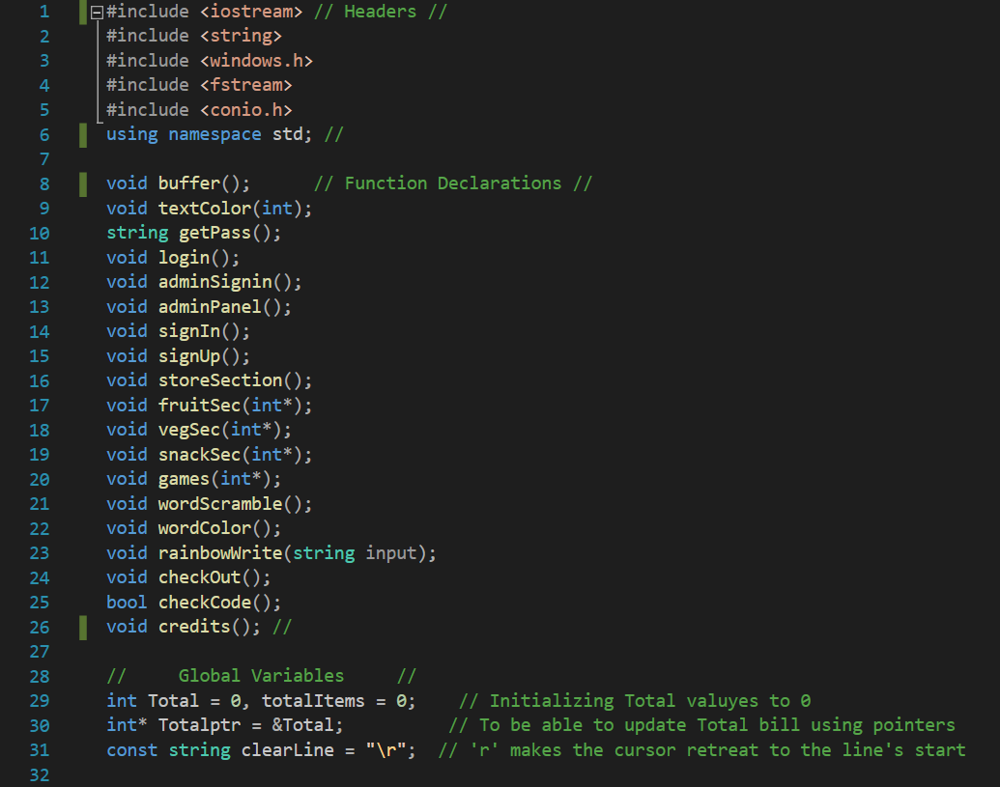 1 #include <iostream> // Headers //
2 #include <string>
3 #include <windows.h>
4 #include <fstream>
5 #include <conio.h>
6 using namespace std; //
7
8 void buffer();      // Function Declarations //
9 void textColor(int);
10 string getPass();
11 void login();
12 void adminSignin();
13 void adminPanel();
14 void signIn();
15 void signUp();
16 void storeSection();
17 void fruitSec(int*);
18 void vegSec(int*);
19 void snackSec(int*);
20 void games(int*);
21 void wordScramble();
22 void wordColor();
23 void rainbowWrite(string input);
24 void checkOut();
25 bool checkCode();
26 void credits(); //
27
28 //     Global Variables     //
29 int Total = 0, totalItems = 0;    // Initializing Total valuyes to 0
30 int* Totalptr = &Total;          // To be able to update Total bill using pointers
31 const string clearLine = "\r";  // 'r' makes the cursor retreat to the line's start
32